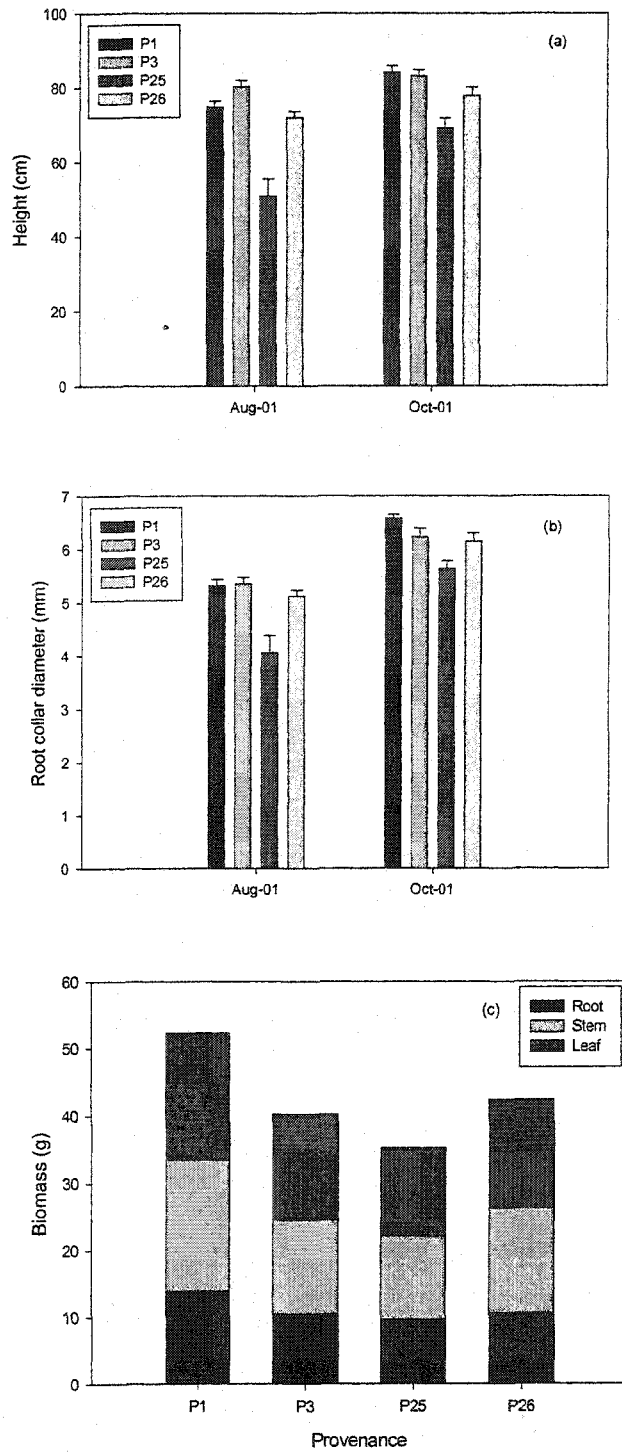 100
80
60
40
20
0
Height (cm)
P1
P3
P25
P26
(a)
Aug-01
Oct-01
7
6
5
4
3
2
1
0
Root collar diameter (mm)
P1
P3
P25
P26
(b)
Aug-01
Oct-01
60
50
40
30
20
10
0
Biomass (g)
(c)
Root
Stem
Leaf
P1
P3
P25
P26
Provenance